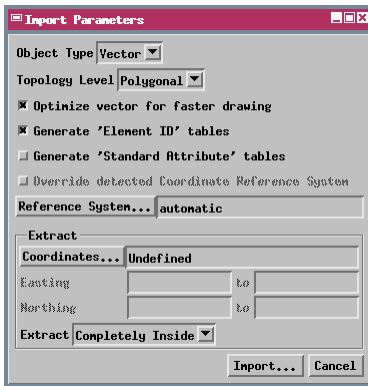 Import Parameters
Object Type Vector
Topology Level Polygonal
Optimize vector for faster drawing
Generate 'Element ID' tables
Generate 'Standard Attribute' tables
Override detected Coordinate Reference System
Reference System... automatic
Extract
Coordinates... Undefined
Easting to
Northing to
Extract Completely Inside
Import... Cancel